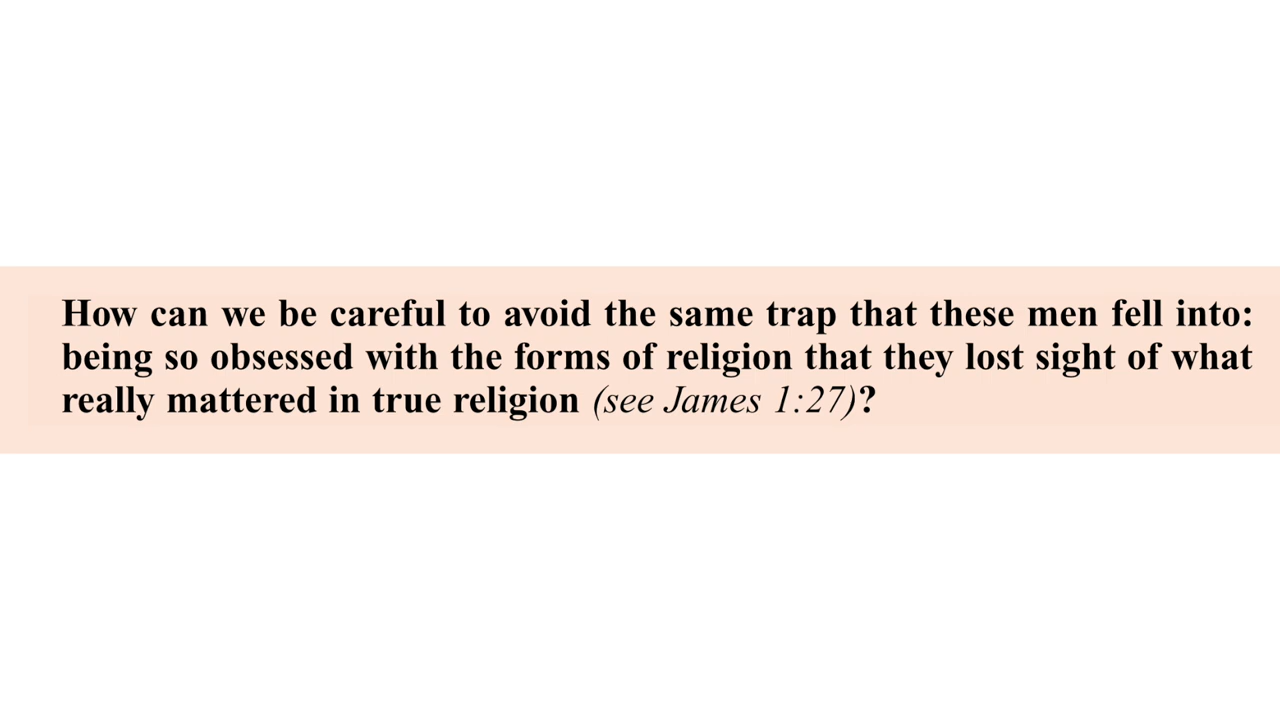 How can we be careful to avoid the same trap that these men fell into:
being so obsessed with the forms of religion that they lost sight of what
really mattered in true religion (see James 1:27)?